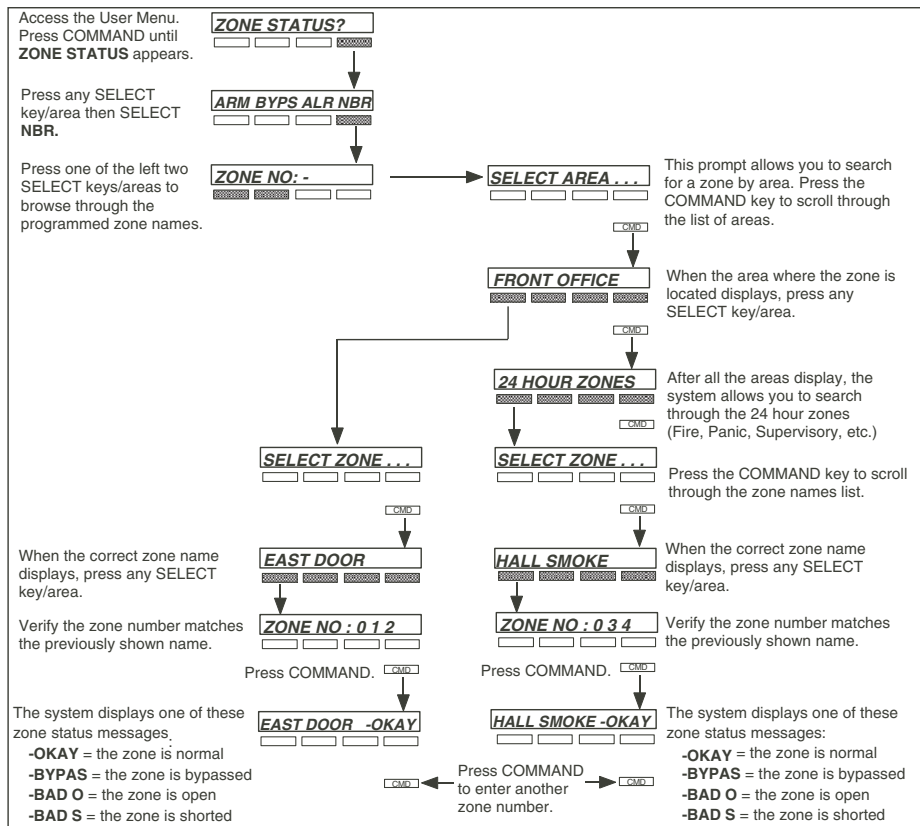 Access the User Menu.
Press COMMAND until
ZONE STATUS appears.
ZONE STATUS?
Press any SELECT
key/area then SELECT
NBR.
ARM BYPS ALR NBR
Press one of the left two
SELECT keys/areas to
browse through the
programmed zone names.
ZONE NO: -
SELECT AREA . . .
This prompt allows you to search
for a zone by area. Press the
COMMAND key to scroll through
the list of areas.
CMD
FRONT OFFICE
When the area where the zone is
located displays, press any
SELECT key/area.
CMD
24 HOUR ZONES
After all the areas display, the
system allows you to search
through the 24 hour zones
(Fire, Panic, Supervisory, etc.)
CMD
SELECT ZONE . . .
SELECT ZONE . . .
Press the COMMAND key to scroll
through the zone names list.
CMD
CMD
When the correct zone name
displays, press any SELECT
key/area.
EAST DOOR
HALL SMOKE
When the correct zone name
displays, press any SELECT
key/area.
Verify the zone number matches
the previously shown name.
ZONE NO : 0 1 2
ZONE NO : 0 3 4
Verify the zone number matches
the previously shown name.
Press COMMAND. CMD
Press COMMAND. CMD
The system displays one of these
zone status messages.
-OKAY = the zone is normal
-BYPAS = the zone is bypassed
-BAD O = the zone is open
-BAD S = the zone is shorted
EAST DOOR -OKAY
HALL SMOKE -OKAY
The system displays one of these
zone status messages:
-OKAY = the zone is normal
-BYPAS = the zone is bypassed
-BAD O = the zone is open
-BAD S = the zone is shorted
CMD
Press COMMAND
to enter another
zone number.
CMD